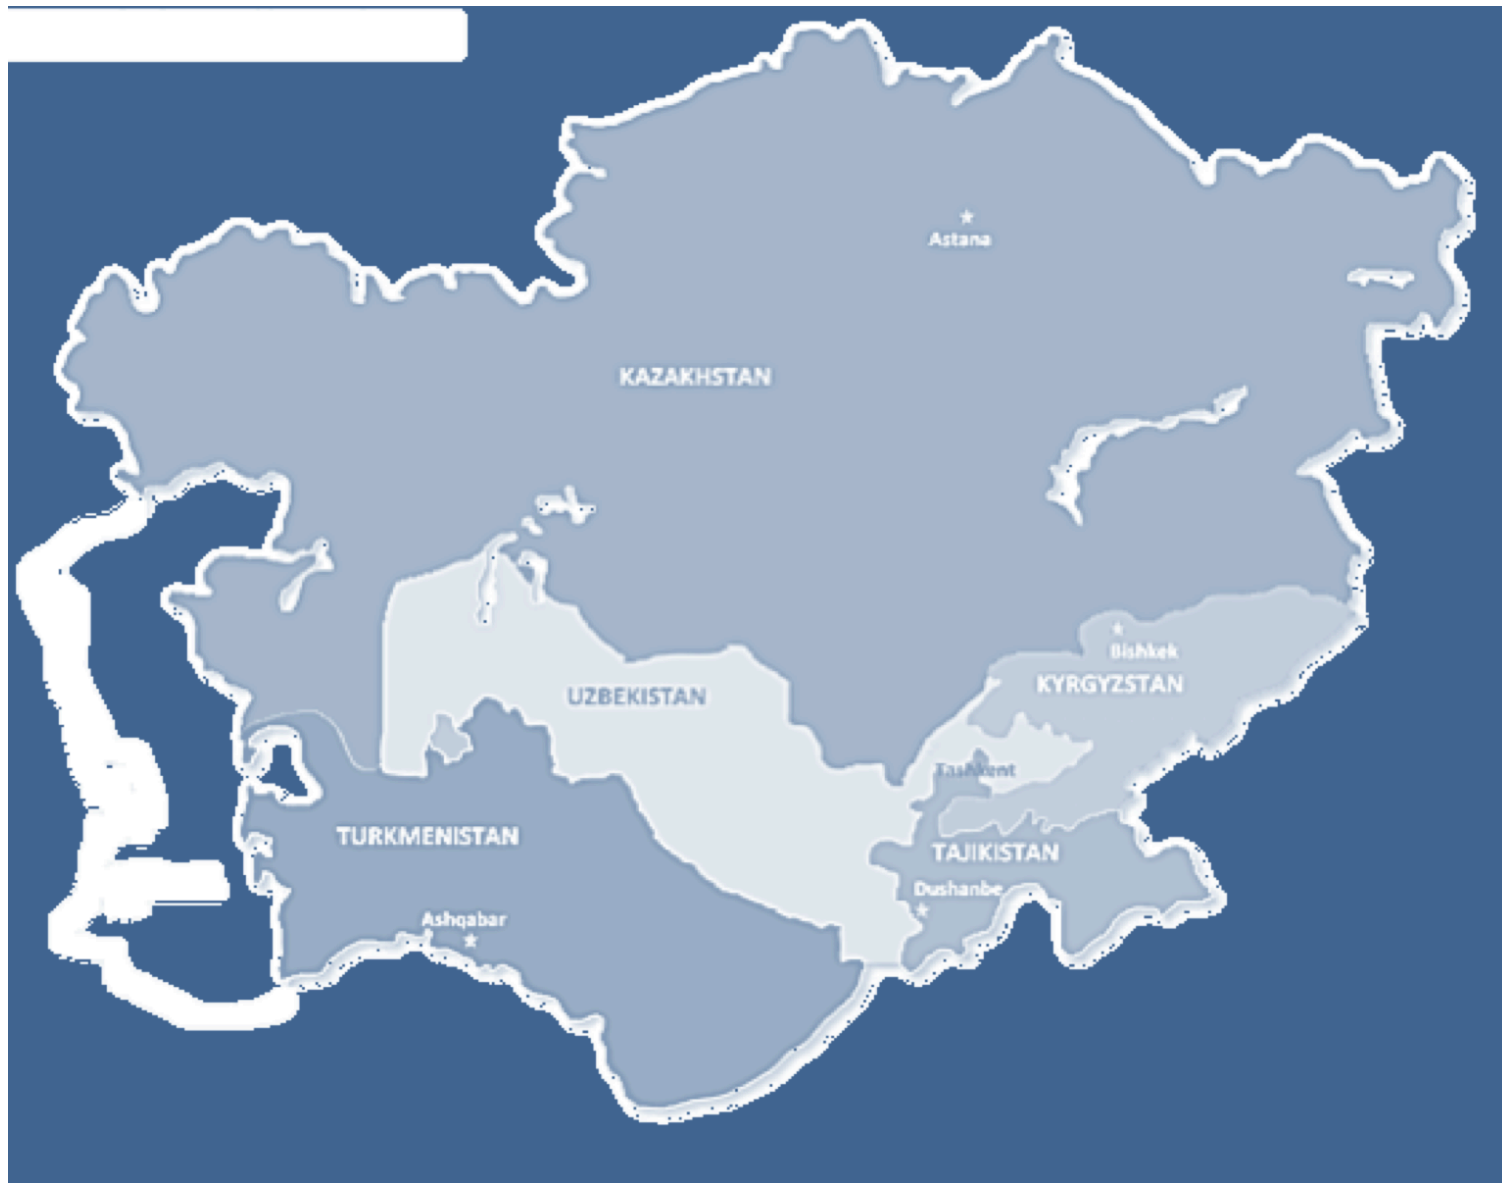 Astana
KAZAKHSTAN
Bishkek
KYRGYZSTAN
UZBEKISTAN
Tashkent
TURKMENISTAN
TAJIKISTAN
Dushanbe
Ashqabar